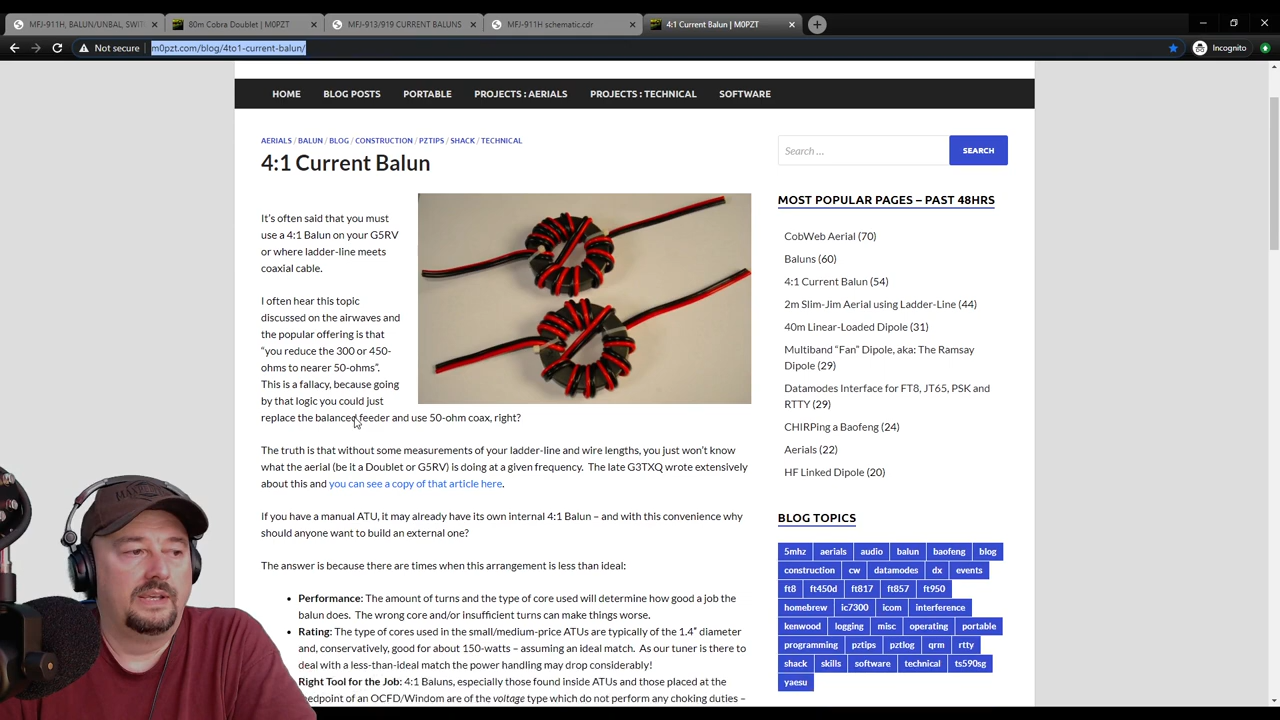 MFJ-911H, BALUN/UNBAL, SWIT
80m Cobra Doublet | M0PZT
MFJ-913/919 CURRENT BALUNS
MFJ-911H schematic.cdr
4:1 Current Balun | M0PZT
Not secure
m0pzt.com/blog/4to1-current-balun/
Incognito
HOME
BLOG POSTS
PORTABLE
PROJECTS : AERIALS
PROJECTS : TECHNICAL
SOFTWARE
AERIALS / BALUN / BLOG / CONSTRUCTION / PZTIPS / SHACK / TECHNICAL
4:1 Current Balun
It's often said that you must
use a 4:1 Balun on your G5RV
or where ladder-line meets
coaxial cable.
I often hear this topic
discussed on the airwaves and
the popular offering is that
“you reduce the 300 or 450-
ohms to nearer 50-ohms”.
This is a fallacy, because going
by that logic you could just
replace the balanced feeder and use 50-ohm coax, right?
The truth is that without some measurements of your ladder-line and wire lengths, you just won't know
what the aerial (be it a Doublet or G5RV) is doing at a given frequency. The late G3TXQ wrote extensively
about this and you can see a copy of that article here.
If you have a manual ATU, it may already have its own internal 4:1 Balun – and with this convenience why
should anyone want to build an external one?
The answer is because there are times when this arrangement is less than ideal:
• Performance: The amount of turns and the type of core used will determine how good a job the
balun does. The wrong core and/or insufficient turns can make things worse.
• Rating: The type of cores used in the small/medium-price ATUs are typically of the 1.4″ diameter
and, conservatively, good for about 150-watts – assuming an ideal match. As our tuner is there to
deal with a less-than-ideal match the power handling may drop considerably!
Right Tool for the Job: 4:1 Baluns, especially those found inside ATUs and those placed at the
eedpoint of an OCFD/Windom are of the voltage type which do not perform any choking duties –
Search …
SEARCH
MOST POPULAR PAGES – PAST 48HRS
CobWeb Aerial (70)
Baluns (60)
4:1 Current Balun (54)
2m Slim-Jim Aerial using Ladder-Line (44)
40m Linear-Loaded Dipole (31)
Multiband “Fan” Dipole, aka: The Ramsay
Dipole (29)
Datamodes Interface for FT8, JT65, PSK and
RTTY (29)
CHIRPing a Baofeng (24)
Aerials (22)
HF Linked Dipole (20)
BLOG TOPICS
5mhz aerials audio balun baofeng blog
construction cw datamodes dx events
ft8 ft450d ft817 ft857 ft950
homebrew ic7300 icom interference
kenwood logging misc operating portable
programming pztips pztlog qrm rtty
shack skills software technical ts590sg
yaesu